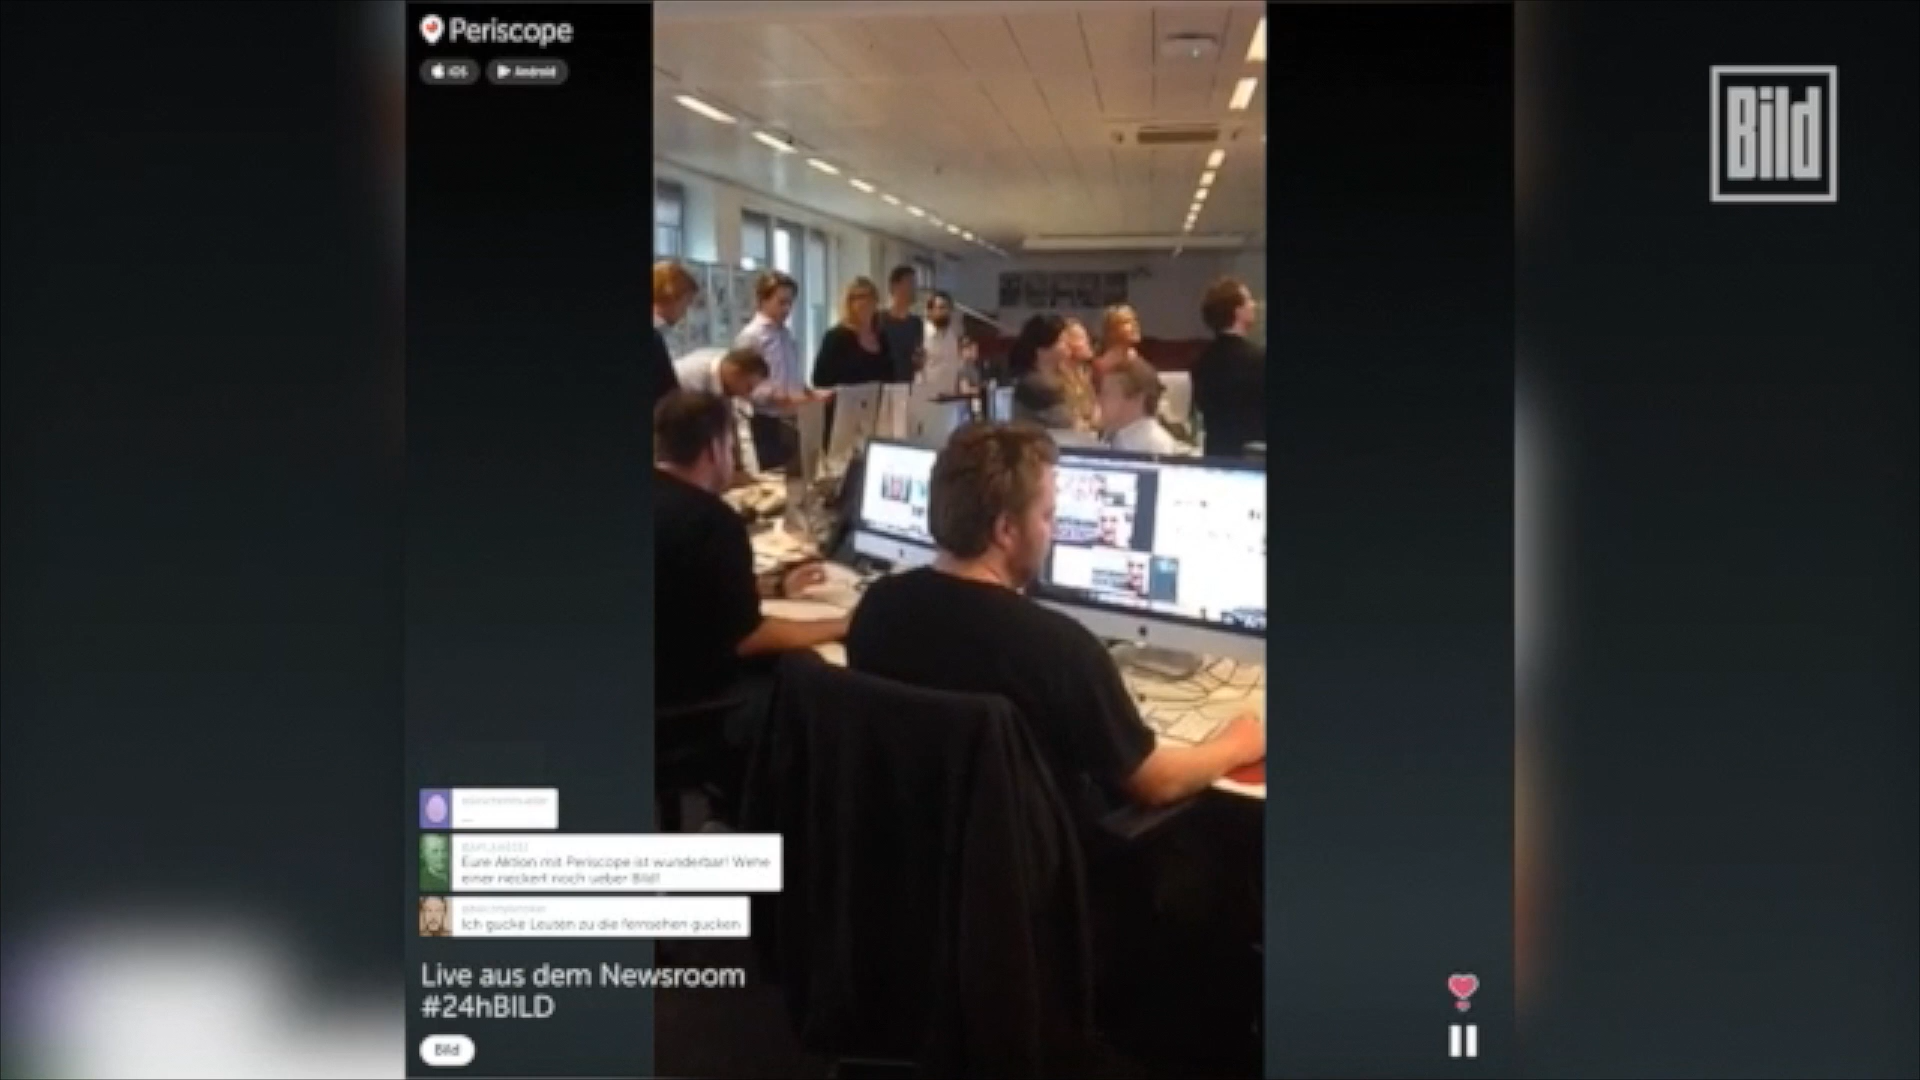 Periscope
iOS
Android
Bild
Eure Aktion mit Periscope ist wunderbar! Wehe
einer meckert noch ueber Bild!
Ich gucke Leuten zu die fernsehen gucken
Live aus dem Newsroom
#24hBILD
Bild